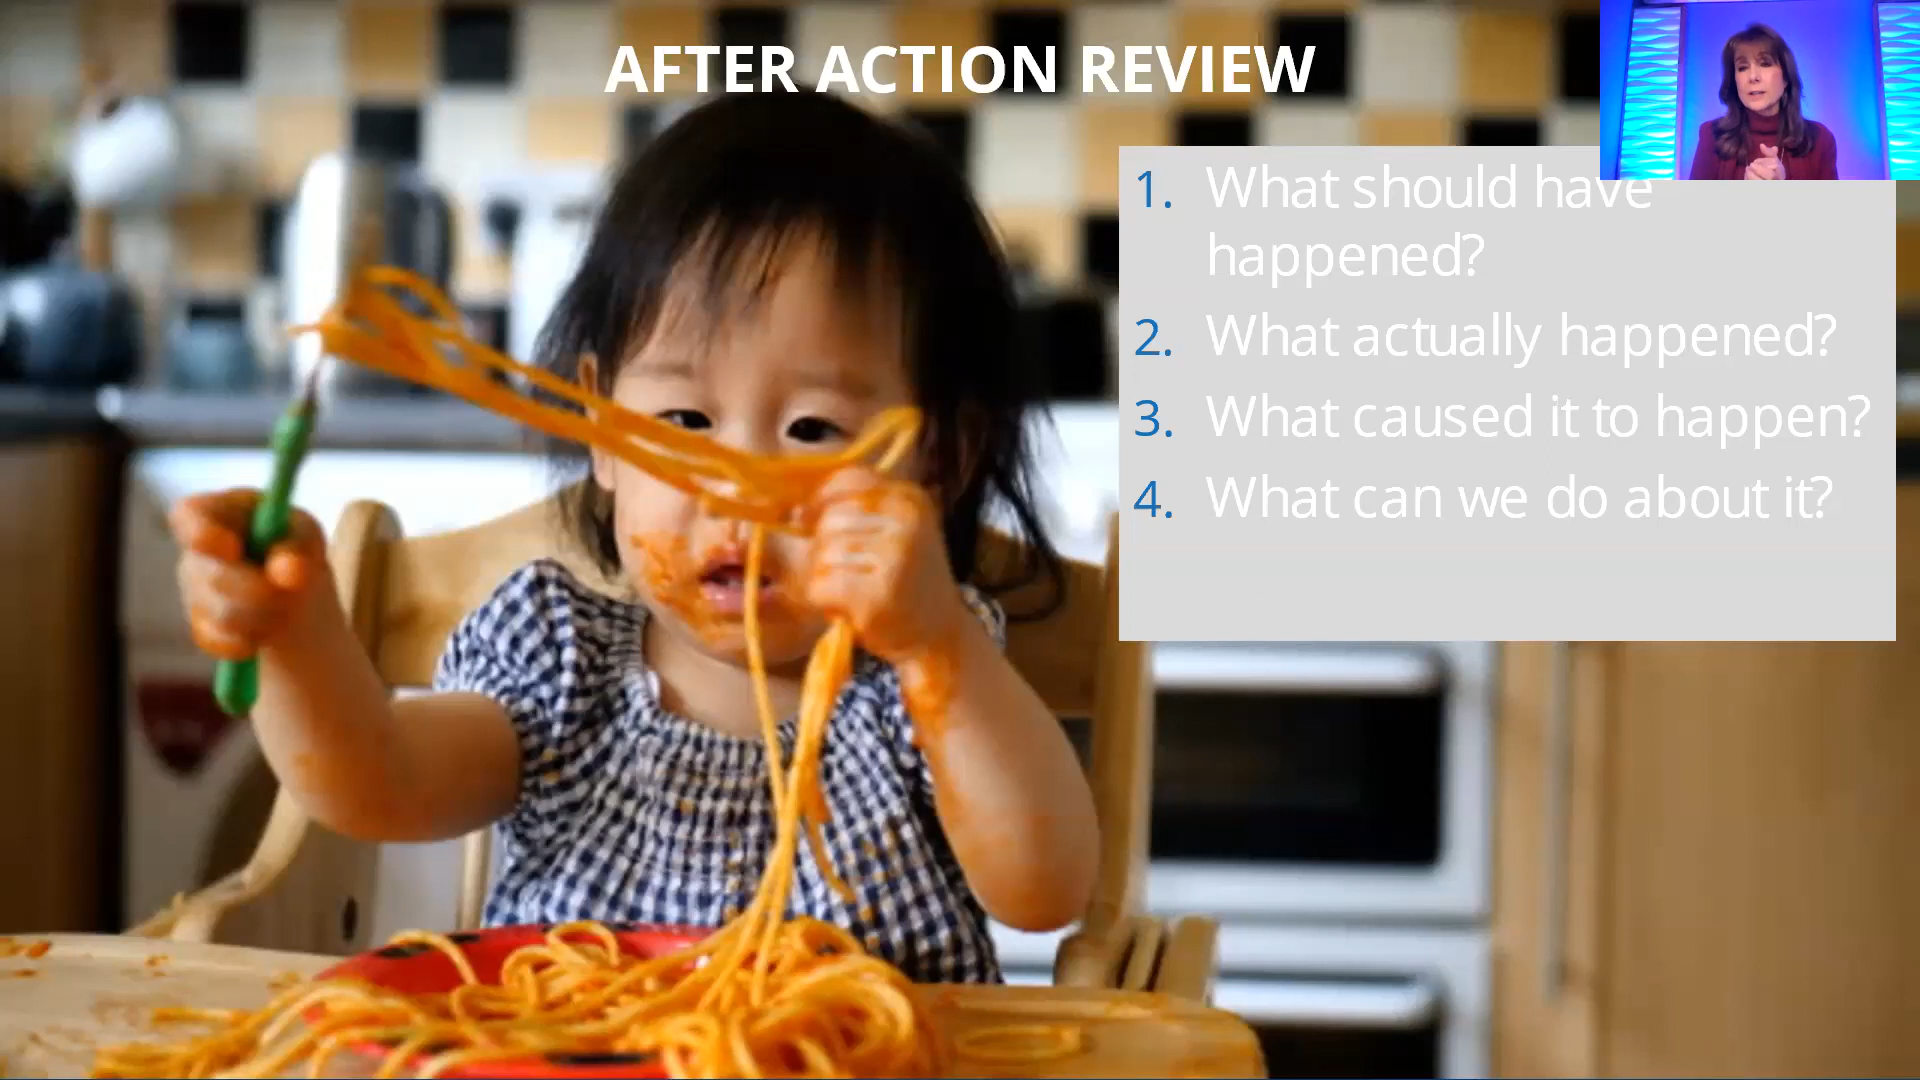 AFTER ACTION REVIEW
1. What should have
happened?
2. What actually happened?
3. What caused it to happen?
4. What can we do about it?